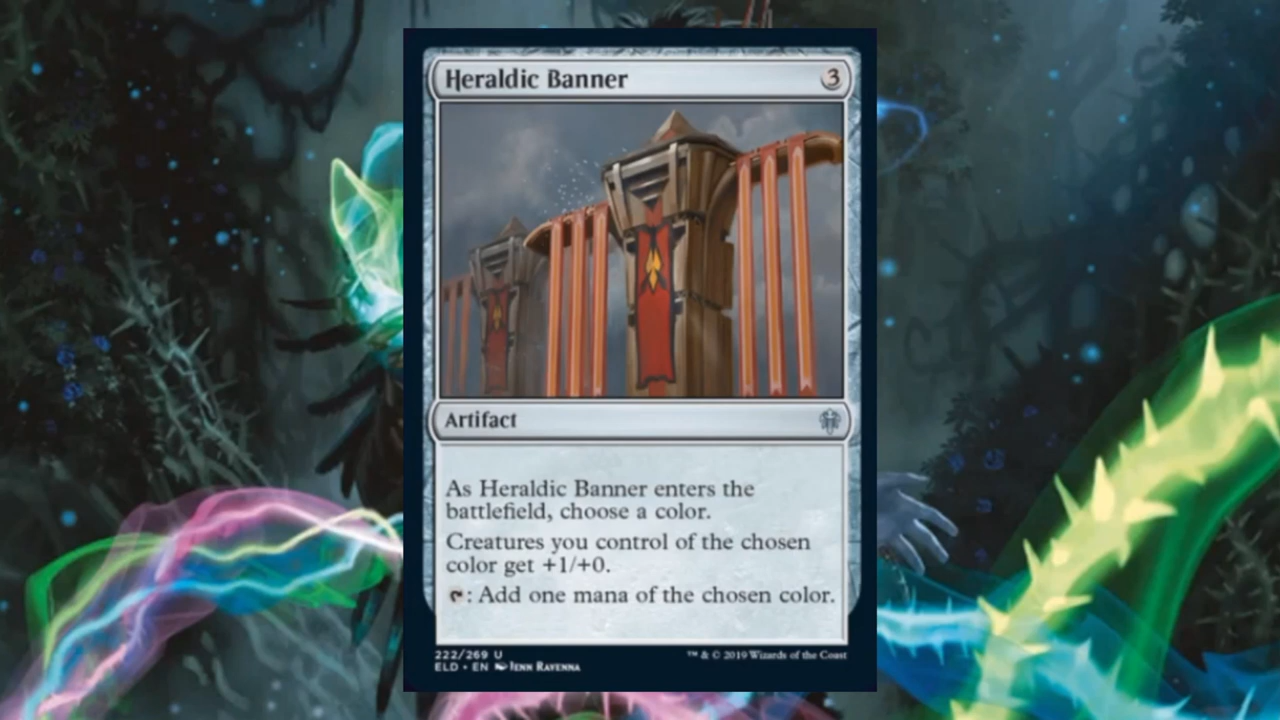 Heraldic Banner 3
Artifact
As Heraldic Banner enters the
battlefield, choose a color.
Creatures you control of the chosen
color get +1/+0.
: Add one mana of the chosen color.
222/269 U
ELD • EN Jenn Ravenna
™ & © 2019 Wizards of the Coast